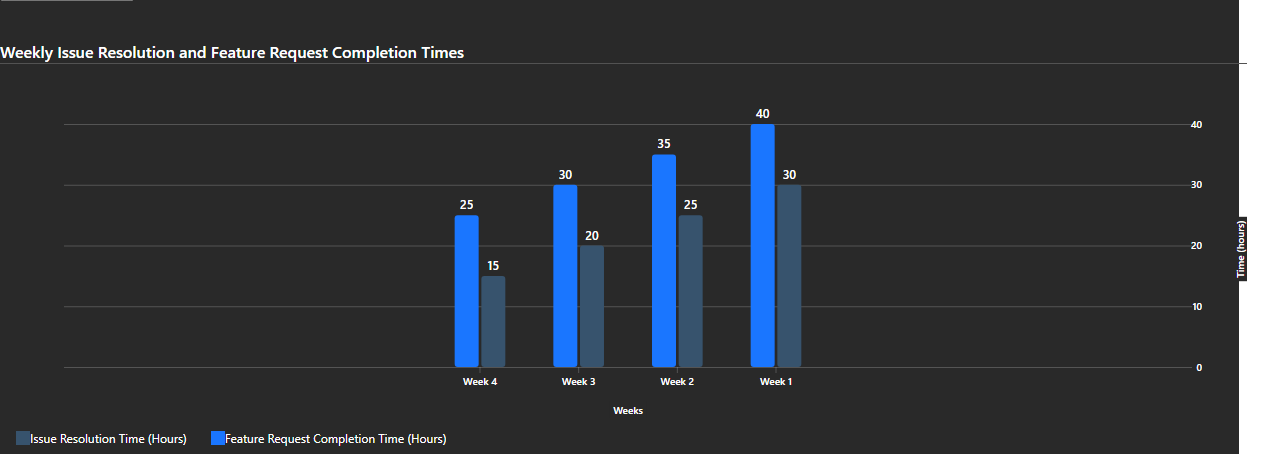 Weekly Issue Resolution and Feature Request Completion Times
40
35
30
30
25
25
20
15
40
30
20
10
0
Time (hours)
Week 4 Week 3 Week 2 Week 1
Weeks
Issue Resolution Time (Hours) Feature Request Completion Time (Hours)